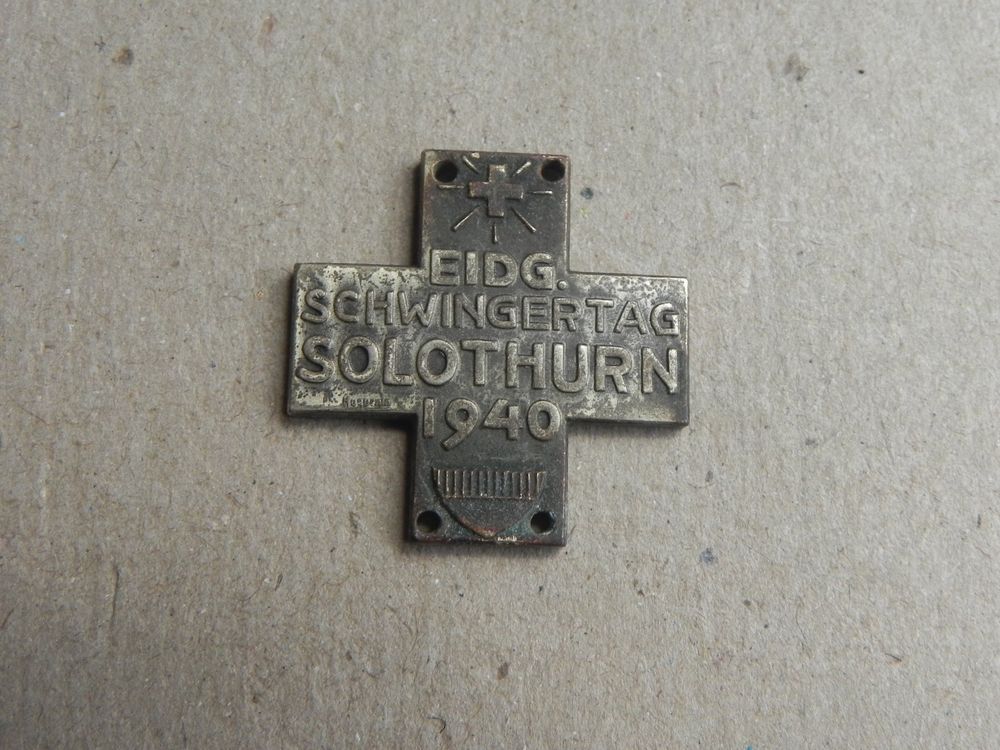 EIDG.
SCHWINGERTAG
SOLOTHURN
1940